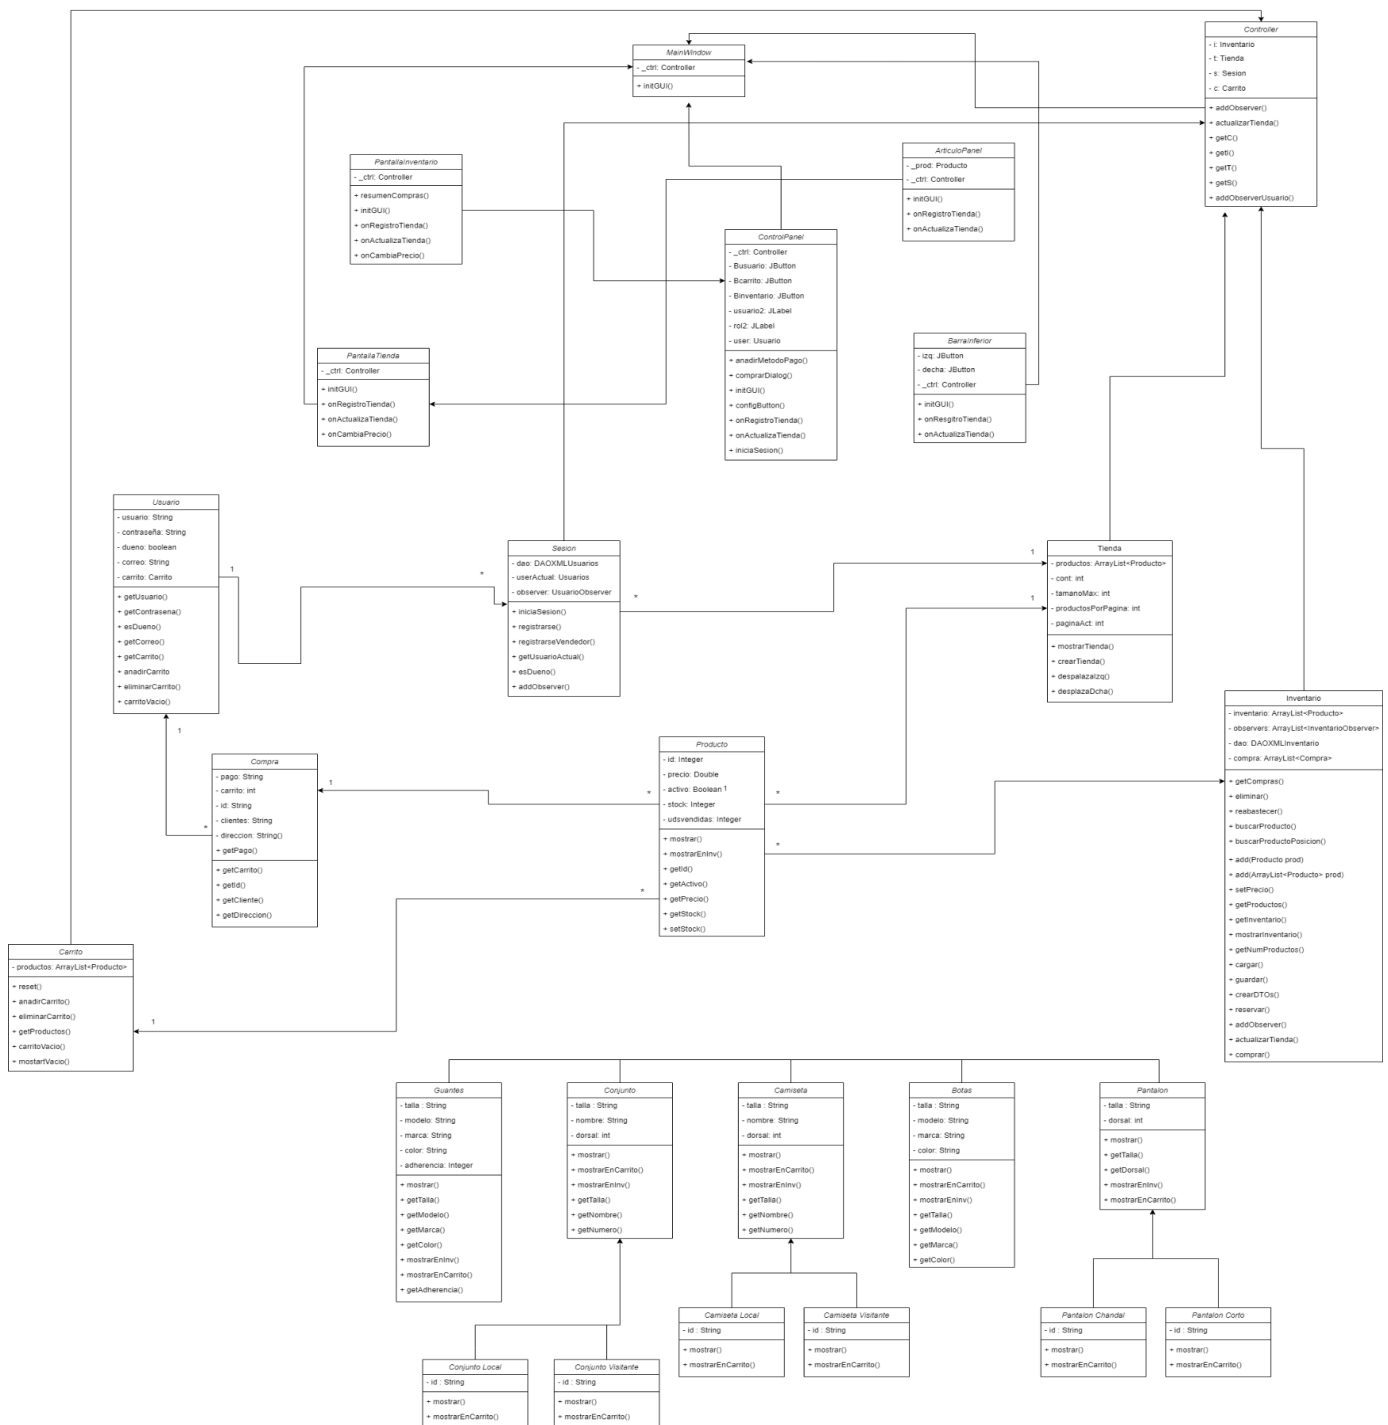 Controller
- i: Inventario
- t: Tienda
- s: Sesion
- c: Carrito
+ addObserver()
+ actualizarTienda()
+ getC()
+ getI()
+ getT()
+ getS()
+ addObserverUsuario()
MainWindow
- _ctrl: Controller
+ initGUI()
PantallaInventario
- _ctrl: Controller
+ resumenCompras()
+ initGUI()
+ onRegistroTienda()
+ onActualizaTienda()
+ onCambiaPrecio()
ArticuloPanel
- _prod: Producto
- _ctrl: Controller
+ initGUI()
+ onRegistroTienda()
+ onActualizaTienda()
ControlPanel
- _ctrl: Controller
- Busuario: JButton
- Bcarrito: JButton
- Binventario: JButton
- usuario2: JLabel
- rol2: JLabel
- user: Usuario
+ anadirMetodoPago()
+ comprarDialog()
+ initGUI()
+ configButton()
+ onRegistroTienda()
+ onActualizaTienda()
+ iniciaSesion()
BarraInferior
- izq: JButton
- decha: JButton
- _ctrl: Controller
+ initGUI()
+ onResgitroTienda()
+ onActualizaTienda()
PantallaTienda
- _ctrl: Controller
+ initGUI()
+ onRegistroTienda()
+ onActualizaTienda()
+ onCambiaPrecio()
Usuario
- usuario: String
- contraseña: String
- dueno: boolean
- correo: String
- carrito: Carrito
+ getUsuario()
+ getContrasena()
+ esDueno()
+ getCorreo()
+ getCarrito()
+ anadirCarrito
+ eliminarCarrito()
+ carritoVacio()
1
*
Sesion
- dao: DAOXMLUsuarios
- userActual: Usuarios
- observer: UsuarioObserver
+ iniciaSesion()
+ registrarse()
+ registrarseVendedor()
+ getUsuarioActual()
+ esDueno()
+ addObserver()
*
1
1
Tienda
- productos: ArrayList<Producto>
- cont: int
- tamanoMax: int
- productosPorPagina: int
- paginaAct: int
+ mostrarTienda()
+ crearTienda()
+ despalazaIzq()
+ desplazaDcha()
Inventario
- inventario: ArrayList<Producto>
- observers: ArrayList<InventarioObserver>
- dao: DAOXMLInventario
- compra: ArrayList<Compra>
+ getCompras()
+ eliminar()
+ reabastecer()
+ buscarProducto()
+ buscarProductoPosicion()
+ add(Producto prod)
+ add(ArrayList<Producto> prod)
+ setPrecio()
+ getProductos()
+ getInventario()
+ mostrarInventario()
+ getNumProductos()
+ cargar()
+ guardar()
+ crearDTOs()
+ reservar()
+ addObserver()
+ actualizarTienda()
+ comprar()
1
*
Compra
- pago: String
- carrito: int
- id: String
- clientes: String
- direccion: String()
+ getPago()
+ getCarrito()
+ getId()
+ getCliente()
+ getDireccion()
1
*
Producto
- id: Integer
- precio: Double
- activo: Boolean 1
- stock: Integer
- udsvendidas: Integer
+ mostrar()
+ mostrarEnInv()
+ getId()
+ getActivo()
+ getPrecio()
+ getStock()
+ setStock()
*
*
*
Carrito
- productos: ArrayList<Producto>
+ reset()
+ anadirCarrito()
+ eliminarCarrito()
+ getProductos()
+ carritoVacio()
+ mostartVacio()
1
Guantes
- talla : String
- modelo: String
- marca: String
- color: String
- adherencia: Integer
+ mostrar()
+ getTalla()
+ getModelo()
+ getMarca()
+ getColor()
+ mostrarEnInv()
+ mostrarEnCarrito()
+ getAdherencia()
Conjunto
- talla : String
- nombre: String
- dorsal: int
+ mostrar()
+ mostrarEnCarrito()
+ mostrarEnInv()
+ getTalla()
+ getNombre()
+ getNumero()
Camiseta
- talla : String
- nombre: String
- dorsal: int
+ mostrar()
+ mostrarEnCarrito()
+ mostrarEnInv()
+ getTalla()
+ getNombre()
+ getNumero()
Botas
- talla : String
- modelo: String
- marca: String
- color: String
+ mostrar()
+ mostrarEnCarrito()
+ mostrarEnInv()
+ getTalla()
+ getModelo()
+ getMarca()
+ getColor()
Pantalon
- talla : String
- dorsal: int
+ mostrar()
+ getTalla()
+ getDorsal()
+ mostrarEnInv()
+ mostrarEnCarrito()
Camiseta Local
- id : String
+ mostrar()
+ mostrarEnCarrito()
Camiseta Visitante
- id : String
+ mostrar()
+ mostrarEnCarrito()
Pantalon Chandal
- id : String
+ mostrar()
+ mostrarEnCarrito()
Pantalon Corto
- id : String
+ mostrar()
+ mostrarEnCarrito()
Conjunto Local
- id : String
+ mostrar()
+ mostrarEnCarrito()
Conjunto Visitante
- id : String
+ mostrar()
+ mostrarEnCarrito()